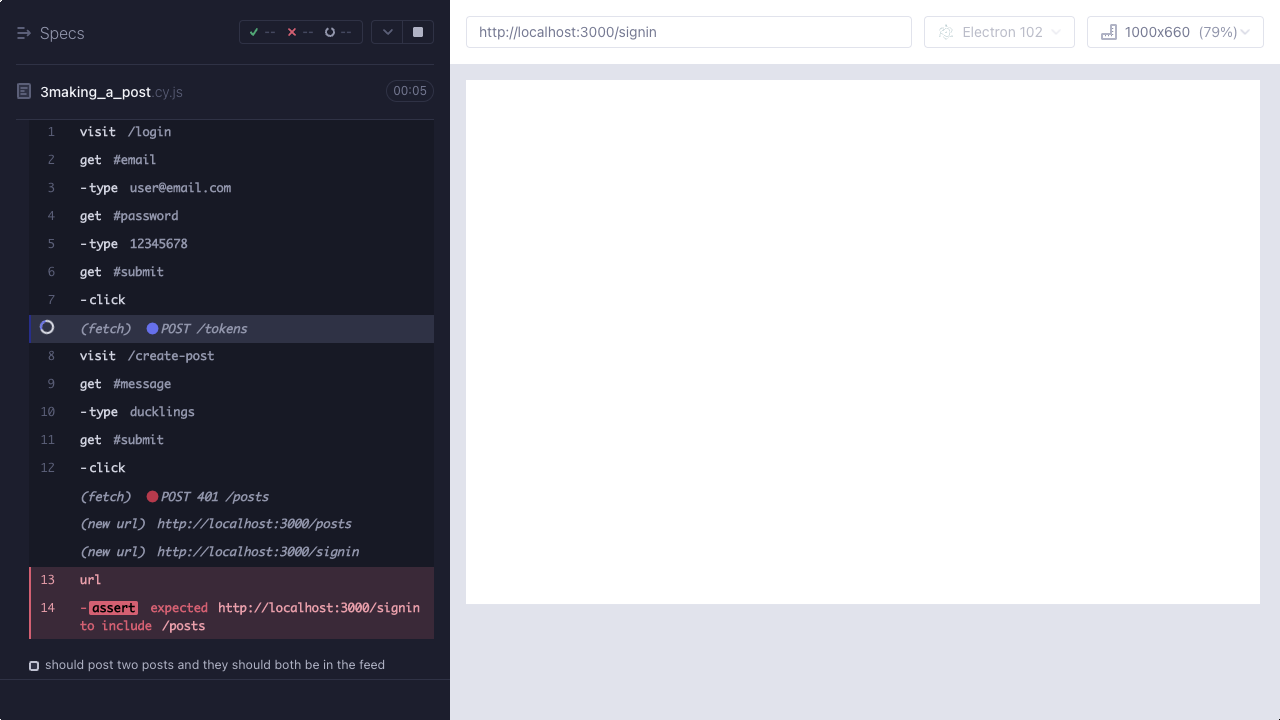 Specs
-- -- --
http://localhost:3000/signin
Electron 102
1000x660 (79%)
3making_a_post.cy.js 00:05
1 visit /login
2 get #email
3 -type user@email.com
4 get #password
5 -type 12345678
6 get #submit
7 -click
(fetch) POST /tokens
8 visit /create-post
9 get #message
10 -type ducklings
11 get #submit
12 -click
(fetch) POST 401 /posts
(new url) http://localhost:3000/posts
(new url) http://localhost:3000/signin
13 url
14 -assert expected http://localhost:3000/signin
to include /posts
should post two posts and they should both be in the feed